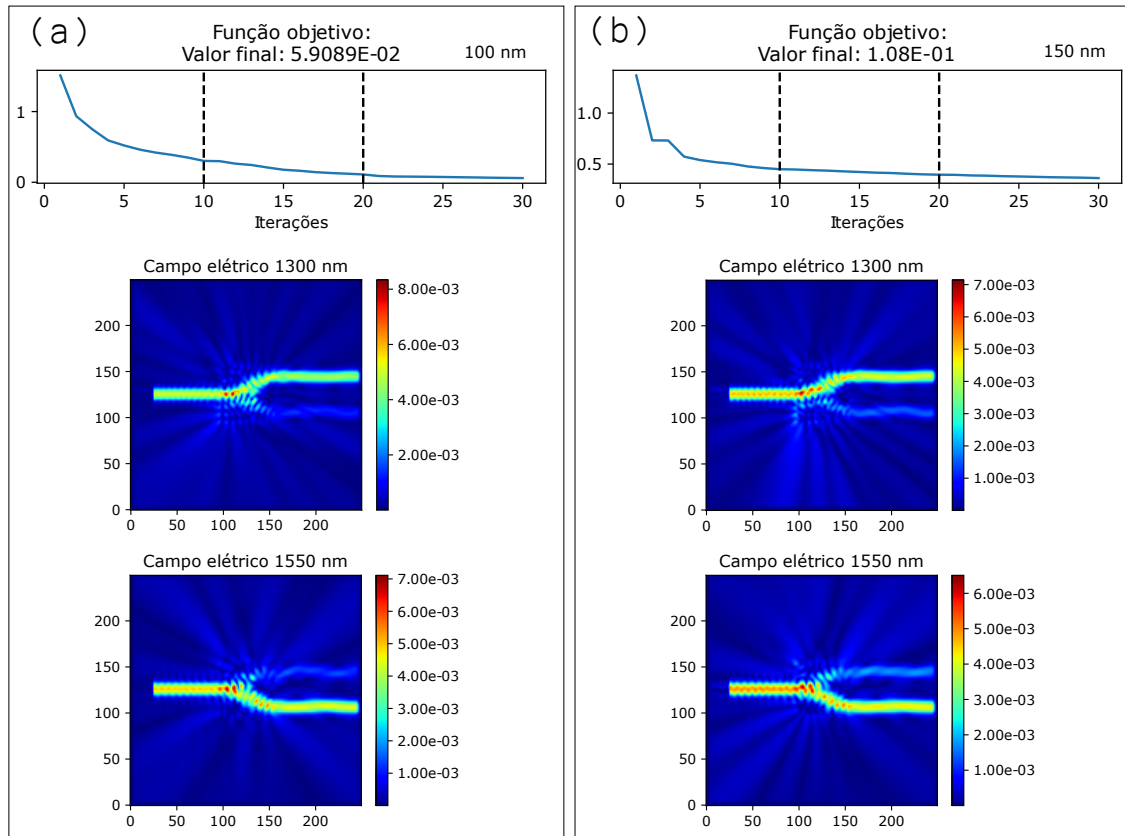 (a)
Função objetivo:
Valor final: 5.9089E-02
100 nm
1
0
0 5 10 15 20 25 30
Iterações
Campo elétrico 1300 nm
250
200
150
100
50
0
0 50 100 150 200
8.00e-03
6.00e-03
4.00e-03
2.00e-03
Campo elétrico 1550 nm
200
150
100
50
0
0 50 100 150 200
7.00e-03
6.00e-03
5.00e-03
4.00e-03
3.00e-03
2.00e-03
1.00e-03
(b)
Função objetivo:
Valor final: 1.08E-01
150 nm
1.0
0.5
0 5 10 15 20 25 30
Iterações
Campo elétrico 1300 nm
200
150
100
50
0
0 50 100 150 200
7.00e-03
6.00e-03
5.00e-03
4.00e-03
3.00e-03
2.00e-03
1.00e-03
Campo elétrico 1550 nm
200
150
100
50
0
0 50 100 150 200
6.00e-03
5.00e-03
4.00e-03
3.00e-03
2.00e-03
1.00e-03